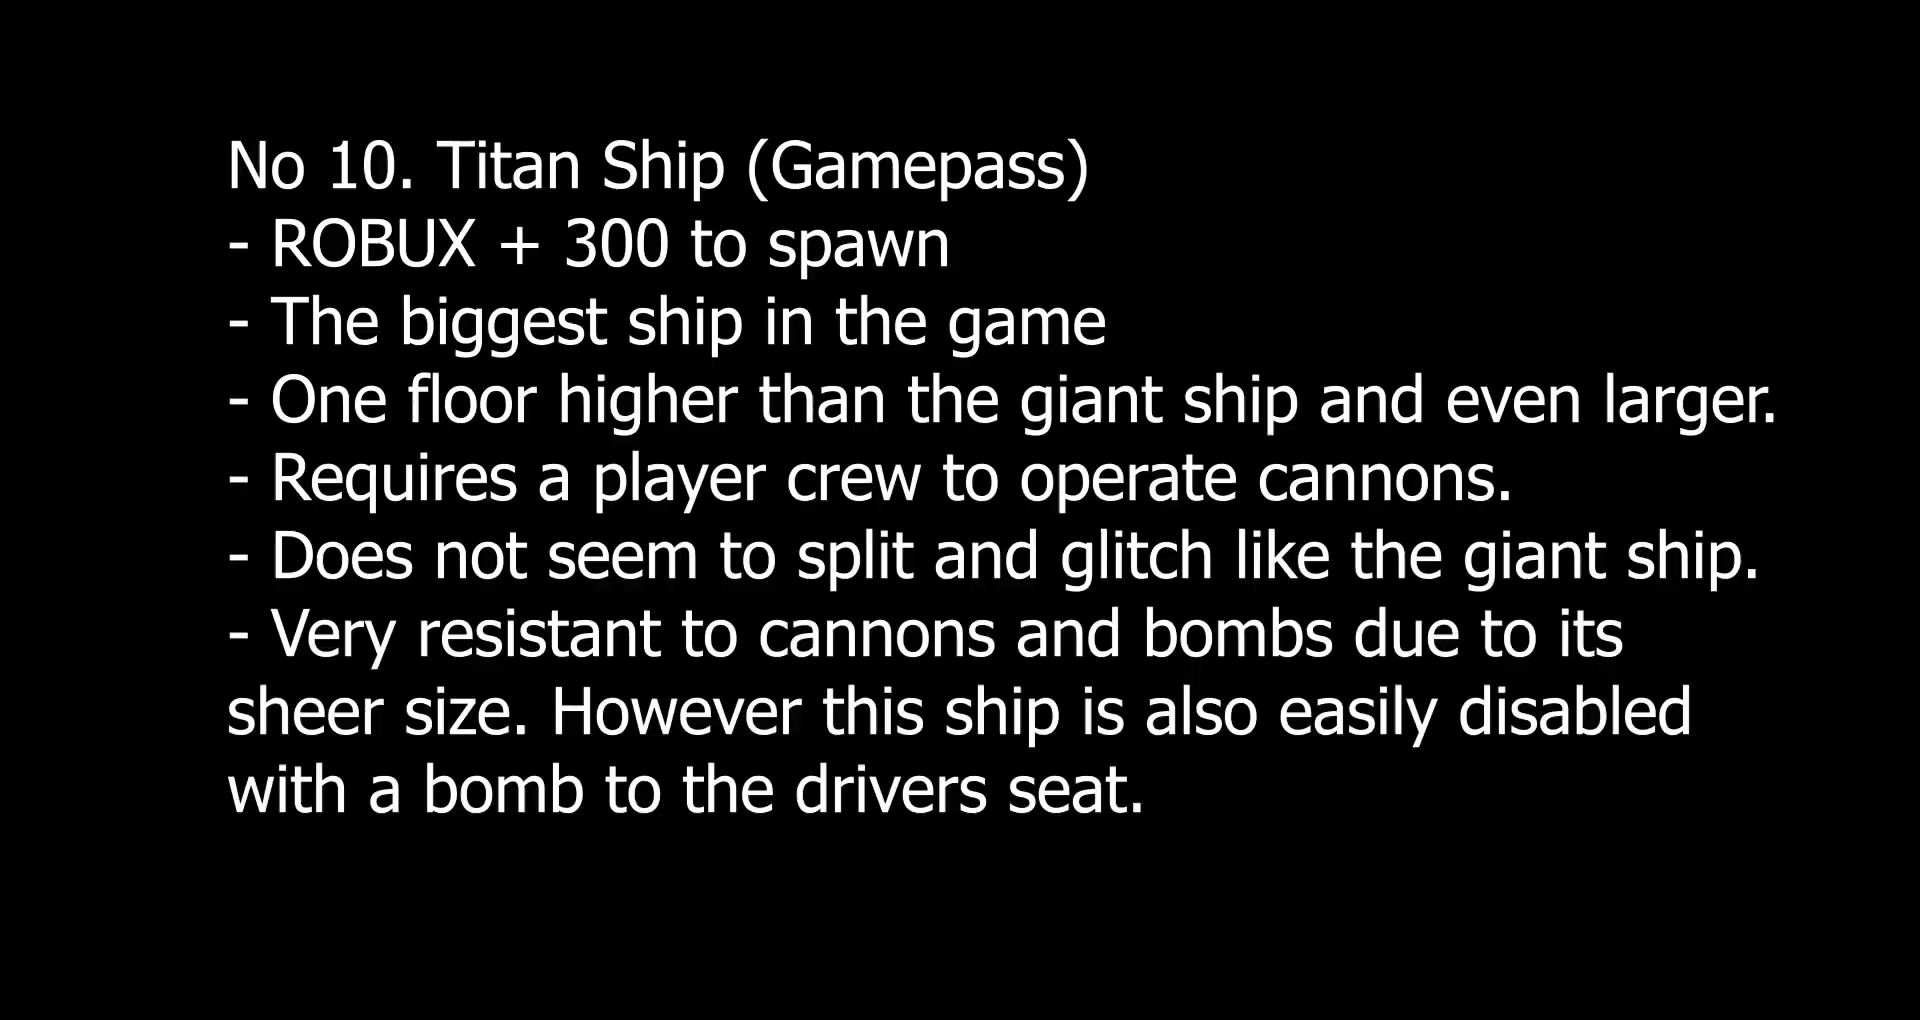 No 10. Titan Ship (Gamepass)
- ROBUX + 300 to spawn
- The biggest ship in the game
- One floor higher than the giant ship and even larger.
- Requires a player crew to operate cannons.
- Does not seem to split and glitch like the giant ship.
- Very resistant to cannons and bombs due to its
sheer size. However this ship is also easily disabled
with a bomb to the drivers seat.